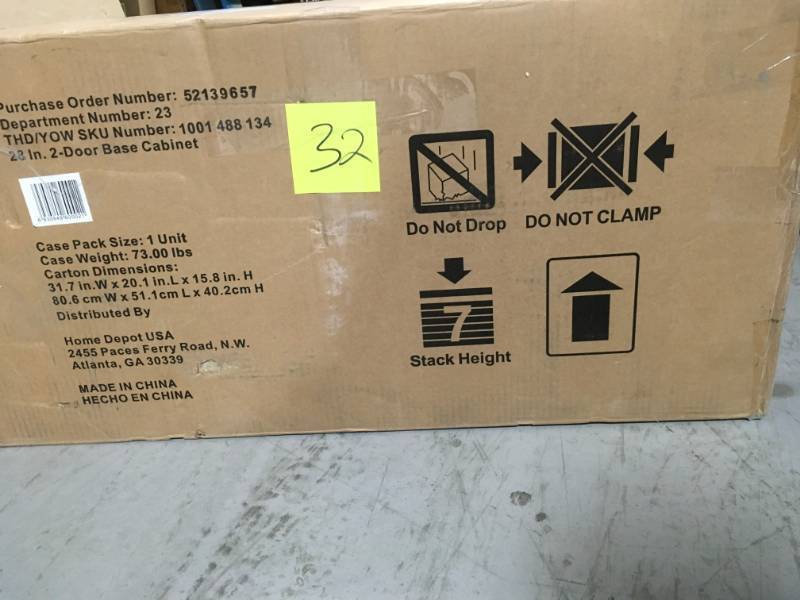 Purchase Order Number: 52139657
Department Number: 23
THD/YOW SKU Number: 1001 488 134
28 In. 2-Door Base Cabinet
32
Case Pack Size: 1 Unit
Case Weight: 73.00 lbs
Carton Dimensions:
31.7 in.W x 20.1 in.L x 15.8 in. H
80.6 cm W x 51.1cm L x 40.2cm H
Distributed By
Home Depot USA
2455 Paces Ferry Road, N.W.
Atlanta, GA 30339
MADE IN CHINA
HECHO EN CHINA
Do Not Drop
DO NOT CLAMP
7
Stack Height